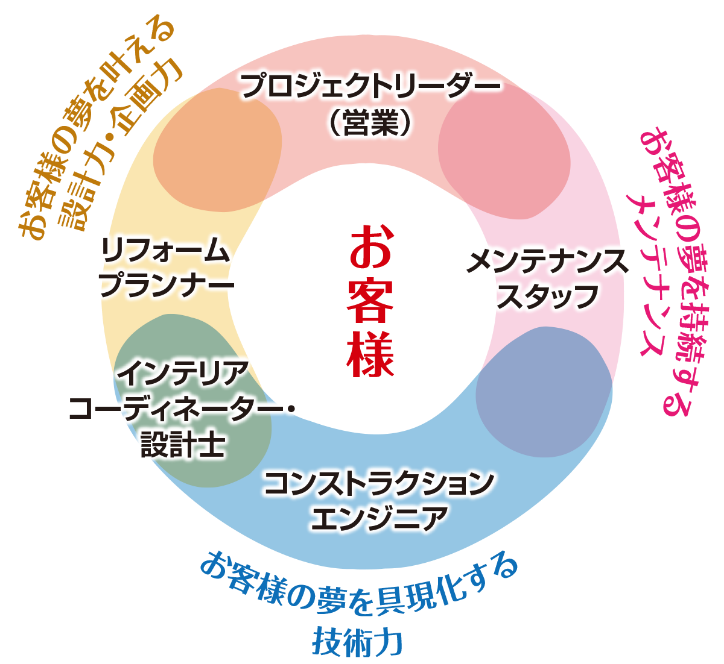 お客様の夢を叶える
設計力・企画力
プロジェクトリーダー
（営業）
お客様の夢を持続する
メンテナンス
リフォーム
プランナー
お客様
メンテナンス
スタッフ
インテリア
コーディネーター・
設計士
コンストラクション
エンジニア
お客様の夢を具現化する
技術力